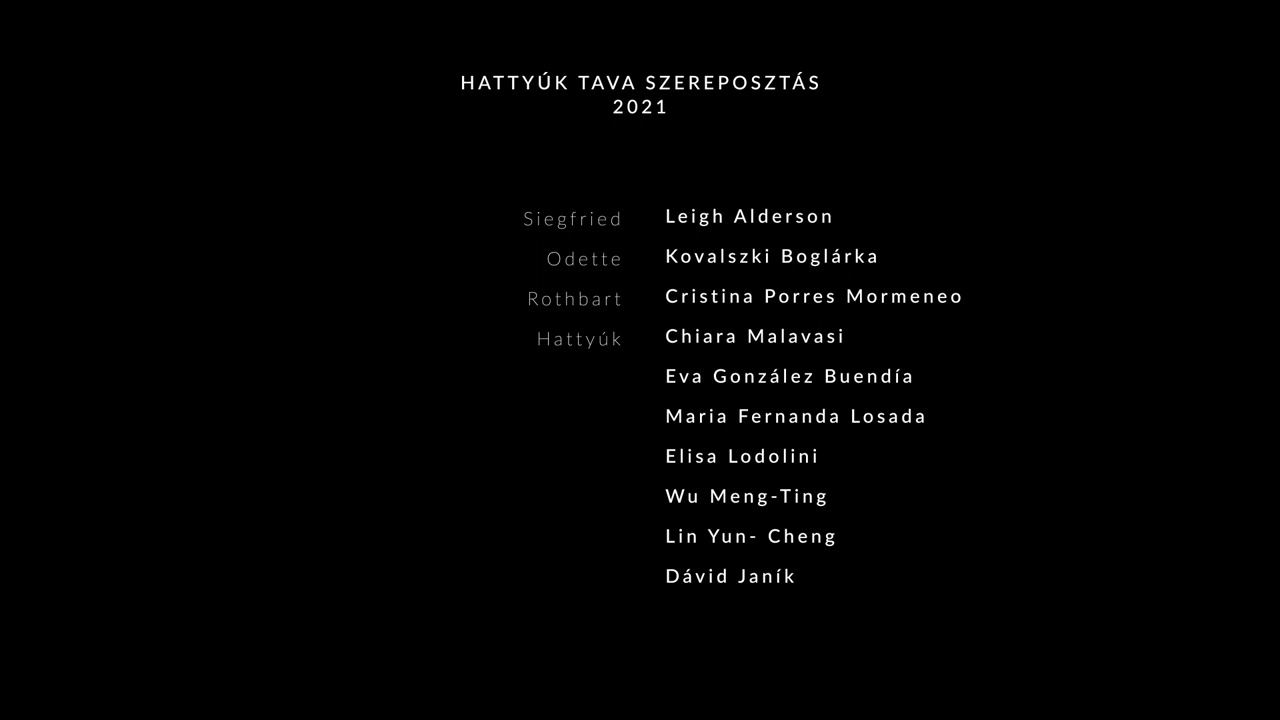 HATTYÚK TAVA SZEREPOSZTÁS
2021
Siegfried Leigh Alderson
Odette Kovalszki Boglárka
Rothbart Cristina Porres Mormeneo
Hattyúk Chiara Malavasi
Eva González Buendía
Maria Fernanda Losada
Elisa Lodolini
Wu Meng-Ting
Lin Yun- Cheng
Dávid Janík